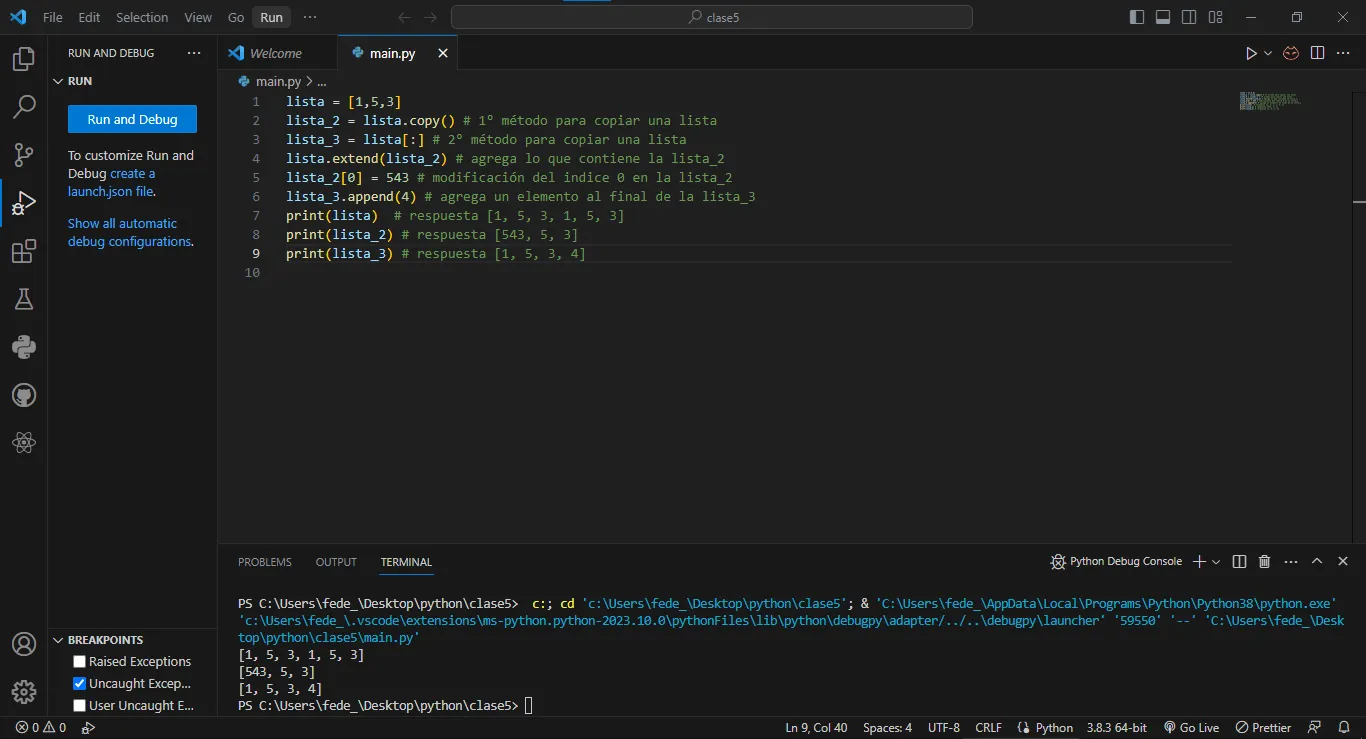 File Edit Selection View Go Run ··· clase5
RUN AND DEBUG ···
RUN
Run and Debug
To customize Run and
Debug create a
launch.json file.
Show all automatic
debug configurations.
BREAKPOINTS
Raised Exceptions
Uncaught Excep...
User Uncaught E...
Welcome main.py
main.py > ...
1 lista = [1,5,3]
2 lista_2 = lista.copy() # 1º método para copiar una lista
3 lista_3 = lista[:] # 2º método para copiar una lista
4 lista.extend(lista_2) # agrega lo que contiene la lista_2
5 lista_2[0] = 543 # modificación del indice 0 en la lista_2
6 lista_3.append(4) # agrega un elemento al final de la lista_3
7 print(lista)  # respuesta [1, 5, 3, 1, 5, 3]
8 print(lista_2) # respuesta [543, 5, 3]
9 print(lista_3) # respuesta [1, 5, 3, 4]
10
PROBLEMS OUTPUT TERMINAL Python Debug Console
PS C:\Users\fede_\Desktop\python\clase5>  c:; cd 'c:\Users\fede_\Desktop\python\clase5'; & 'C:\Users\fede_\AppData\Local\Programs\Python\Python38\python.exe'
'c:\Users\fede_\.vscode\extensions\ms-python.python-2023.10.0\pythonFiles\lib\python\debugpy\adapter/../..\debugpy\launcher' '59550' '--' 'C:\Users\fede_\Desk
top\python\clase5\main.py'
[1, 5, 3, 1, 5, 3]
[543, 5, 3]
[1, 5, 3, 4]
PS C:\Users\fede_\Desktop\python\clase5>
0 0 Ln 9, Col 40 Spaces: 4 UTF-8 CRLF Python 3.8.3 64-bit Go Live Prettier